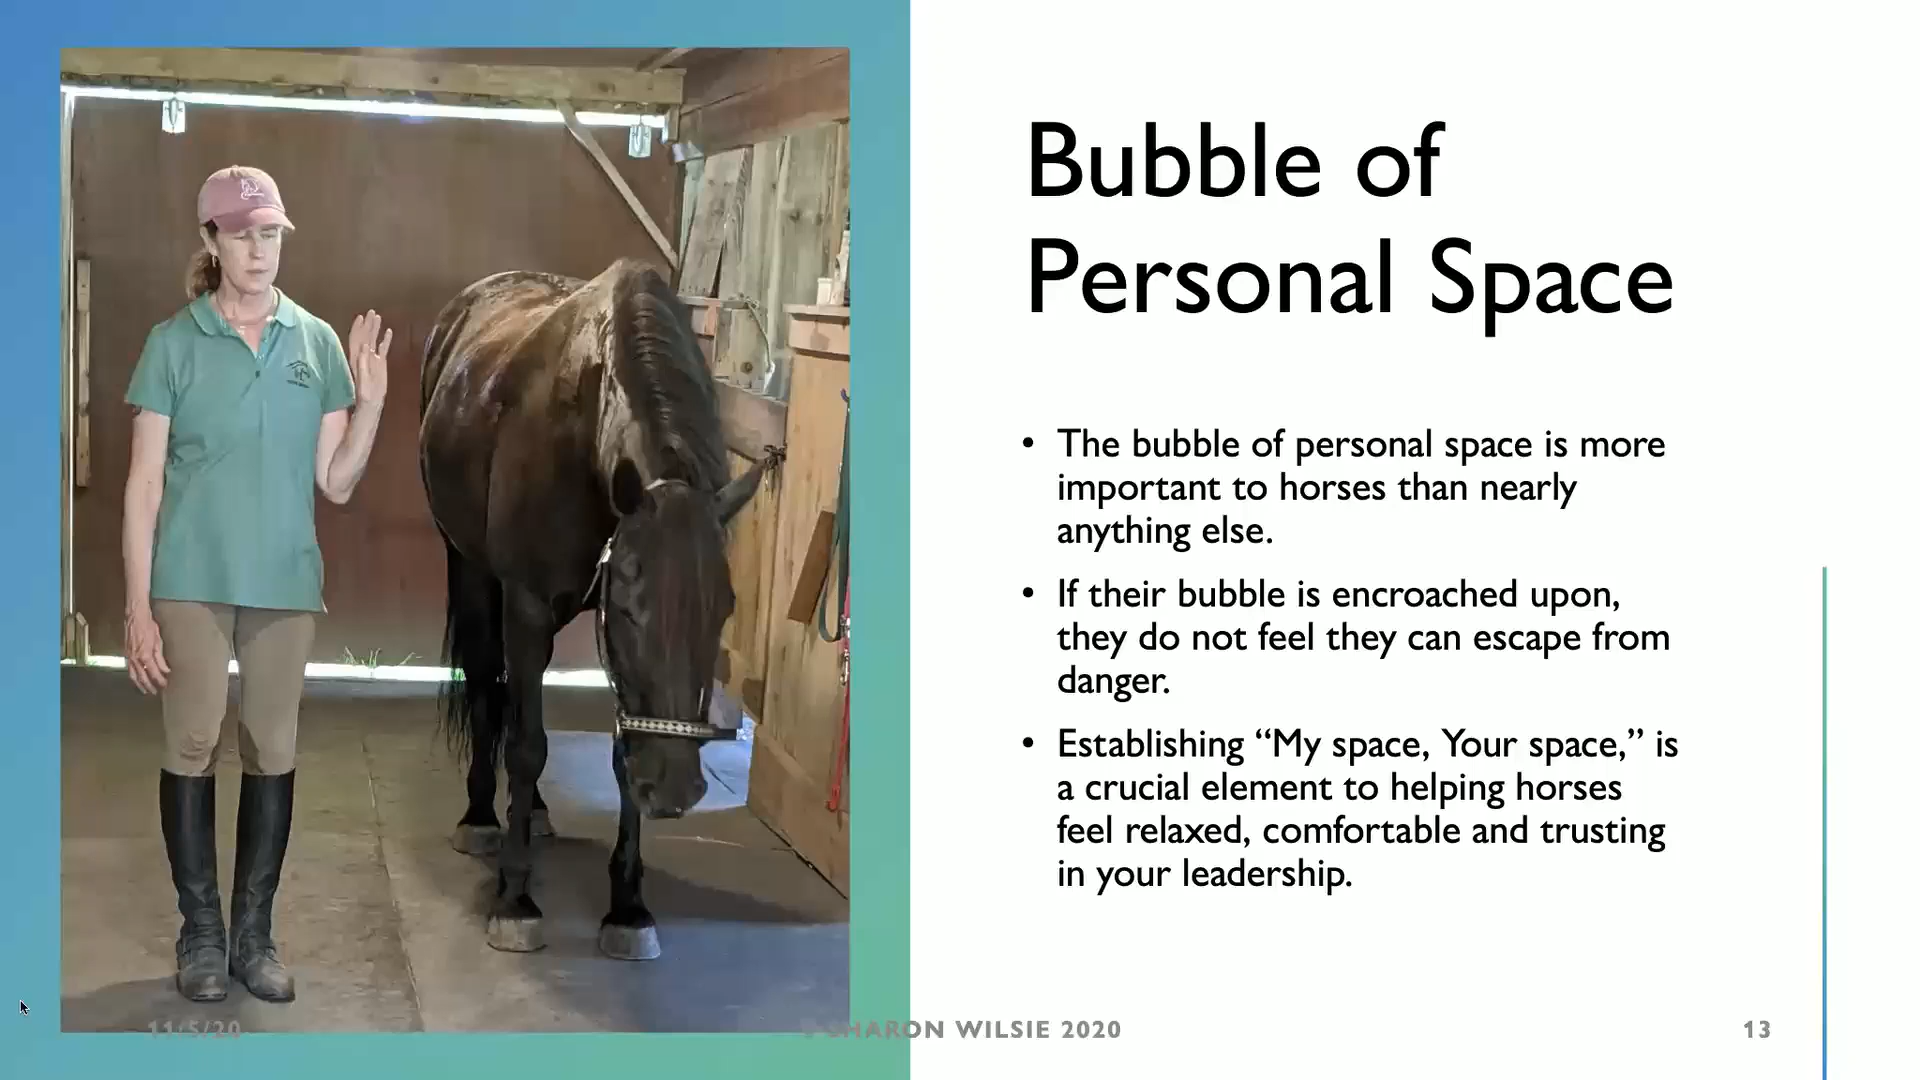 Bubble of
Personal Space
• The bubble of personal space is more
important to horses than nearly
anything else.
• If their bubble is encroached upon,
they do not feel they can escape from
danger.
• Establishing “My space, Your space,” is
a crucial element to helping horses
feel relaxed, comfortable and trusting
in your leadership.
11/5/20
SHARON WILSIE 2020
13